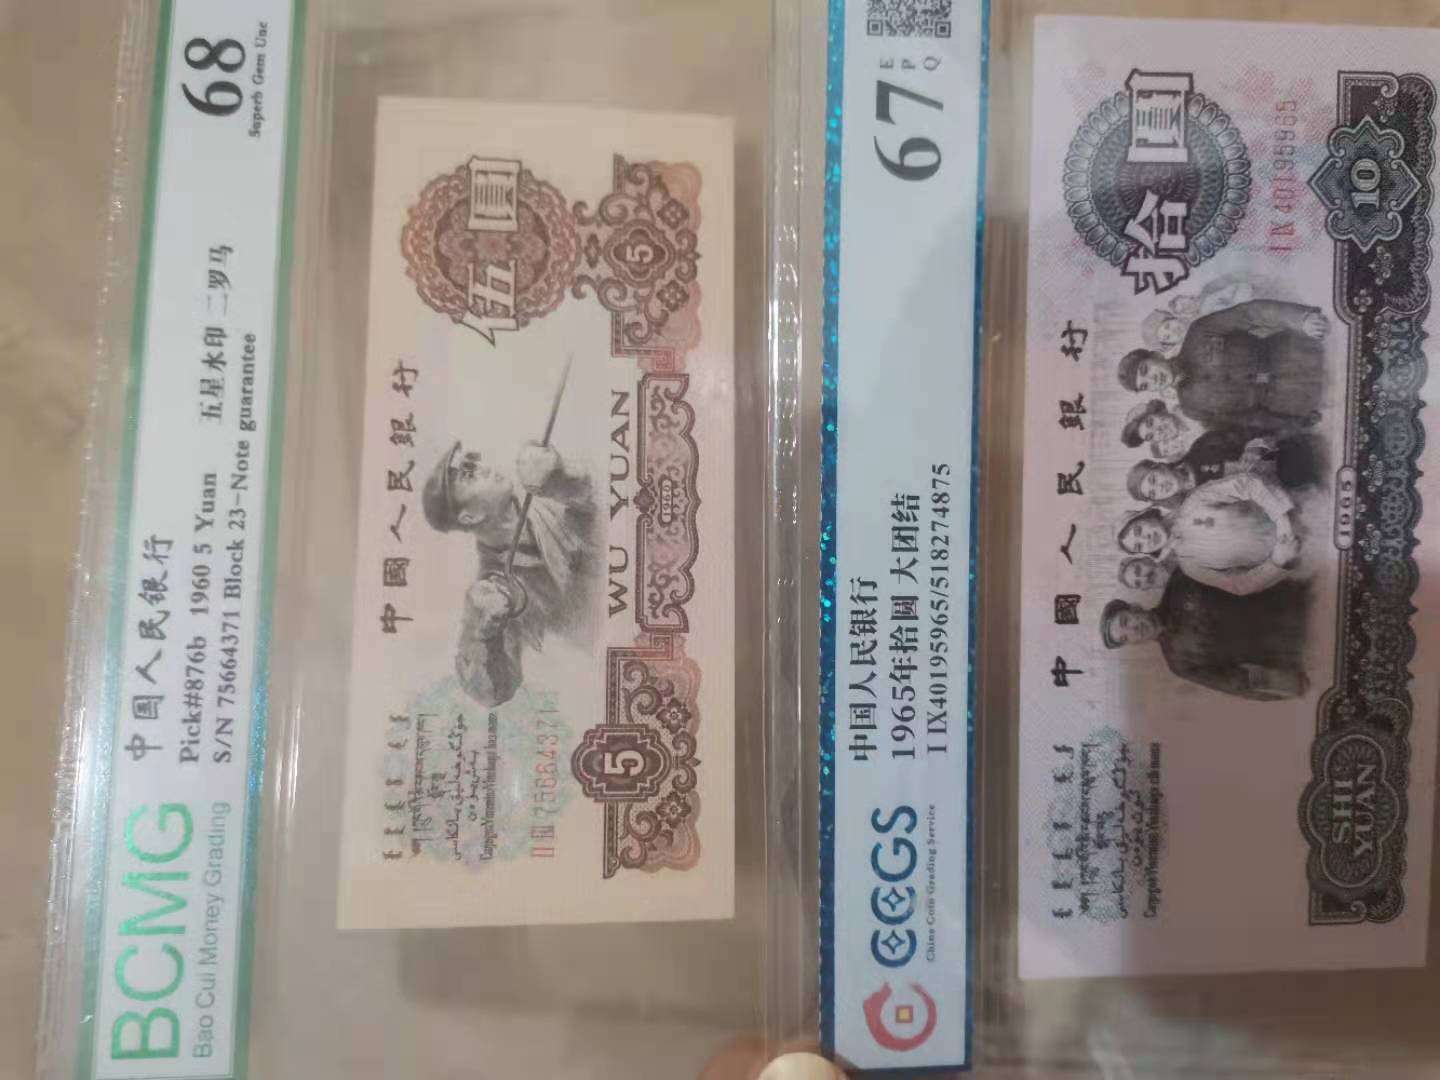 BCMG
Bao Cui Money Grading
中国人民银行
Pick#876b 1960 5 Yuan 五星水印 二罗马
S/N 75664371 Block 23-Note guarantee
68
Superb Gem Unc
中國人民銀行
伍圓
5
WU YUAN
1960
5
75664371
CCGS
China Coin Grading Service
中国人民银行
1965年拾圆 大团结
I IX40195965/518274875
67
E
P
Q
中國人民銀行
拾圓
I IX 40195965
10
1965
SHI
YUAN